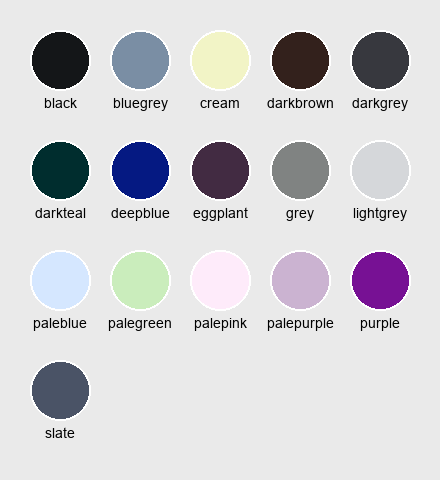 black bluegrey cream darkbrown darkgrey
darkteal deepblue eggplant grey lightgrey
paleblue palegreen palepink palepurple purple
slate